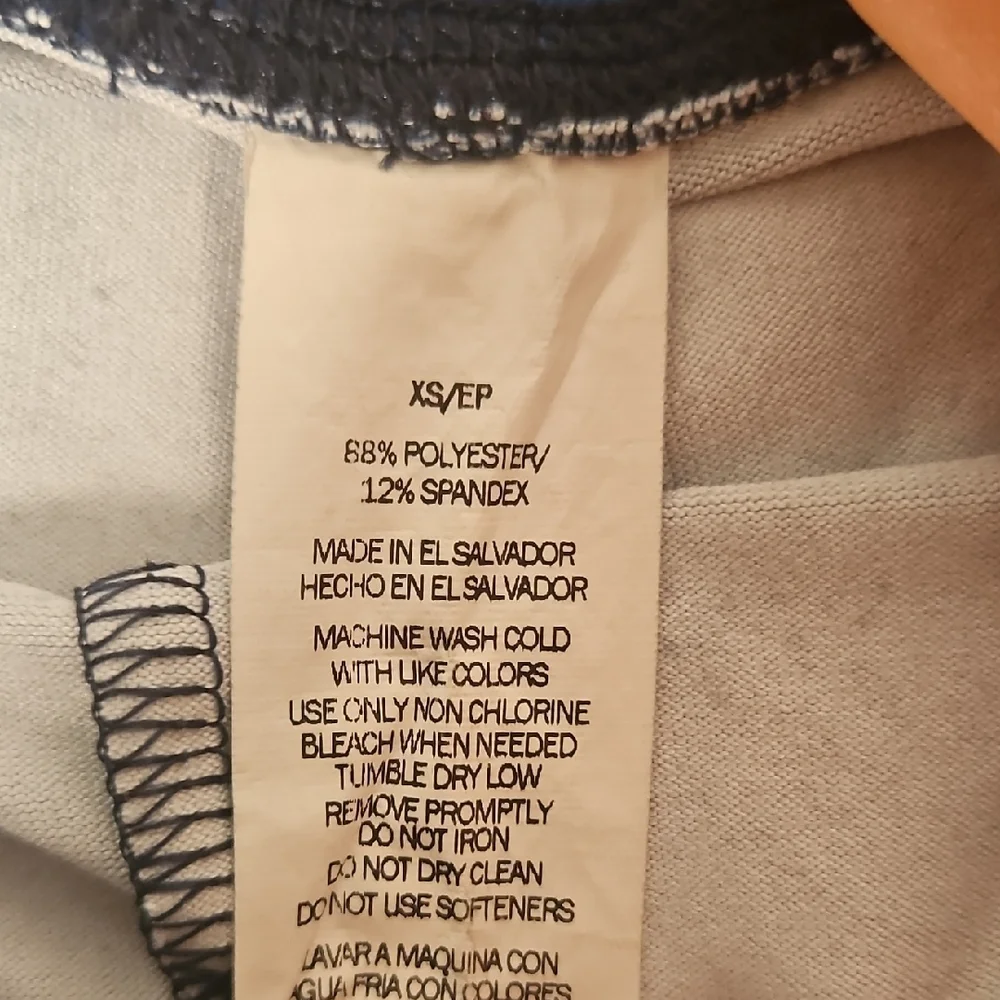 XS/EP
88% POLYESTER/
12% SPANDEX
MADE IN EL SALVADOR
HECHO EN EL SALVADOR
MACHINE WASH COLD
WITH LIKE COLORS
USE ONLY NON CHLORINE
BLEACH WHEN NEEDED
TUMBLE DRY LOW
REMOVE PROMPTLY
DO NOT IRON
DO NOT DRY CLEAN
DO NOT USE SOFTENERS
LAVAR A MAQUINA CON
AGUA FRIA CON COLORES